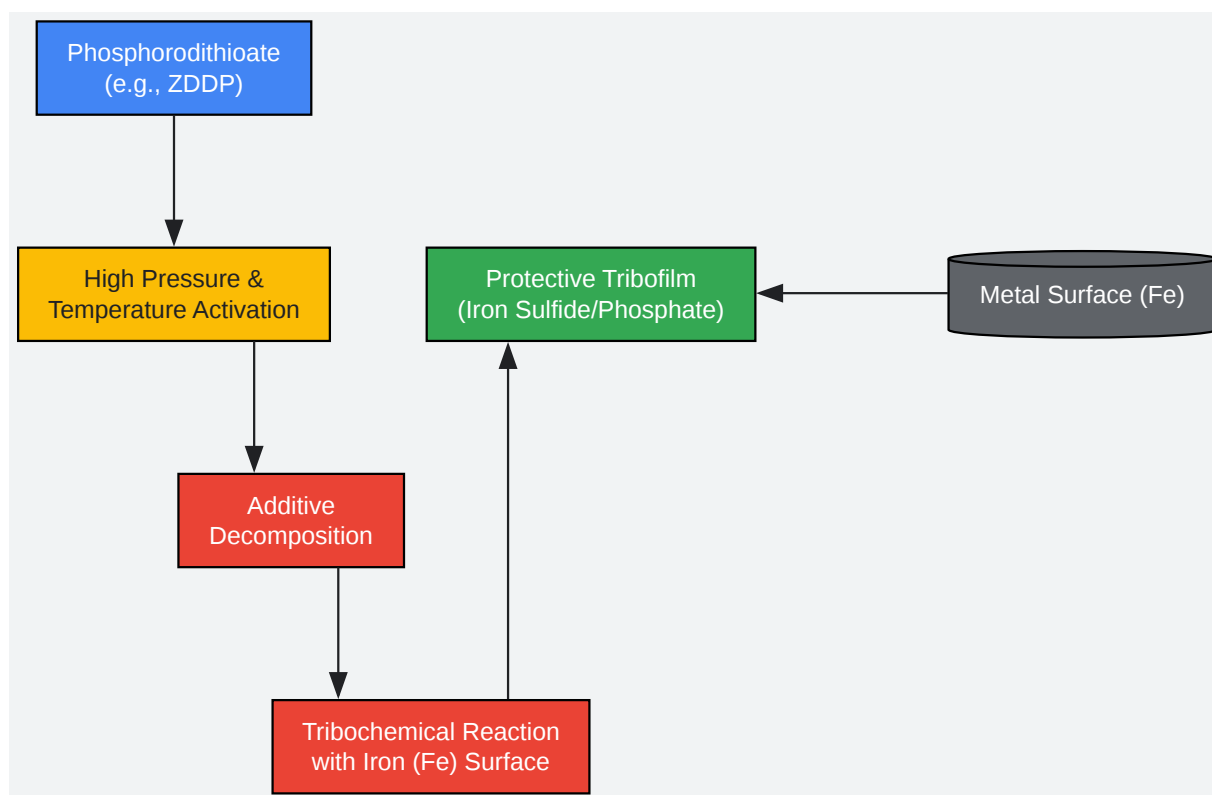 Phosphorodithioate
(e.g., ZDDP)
High Pressure &
Temperature Activation
Protective Tribofilm
(Iron Sulfide/Phosphate)
Metal Surface (Fe)
Additive
Decomposition
Tribochemical Reaction
with Iron (Fe) Surface